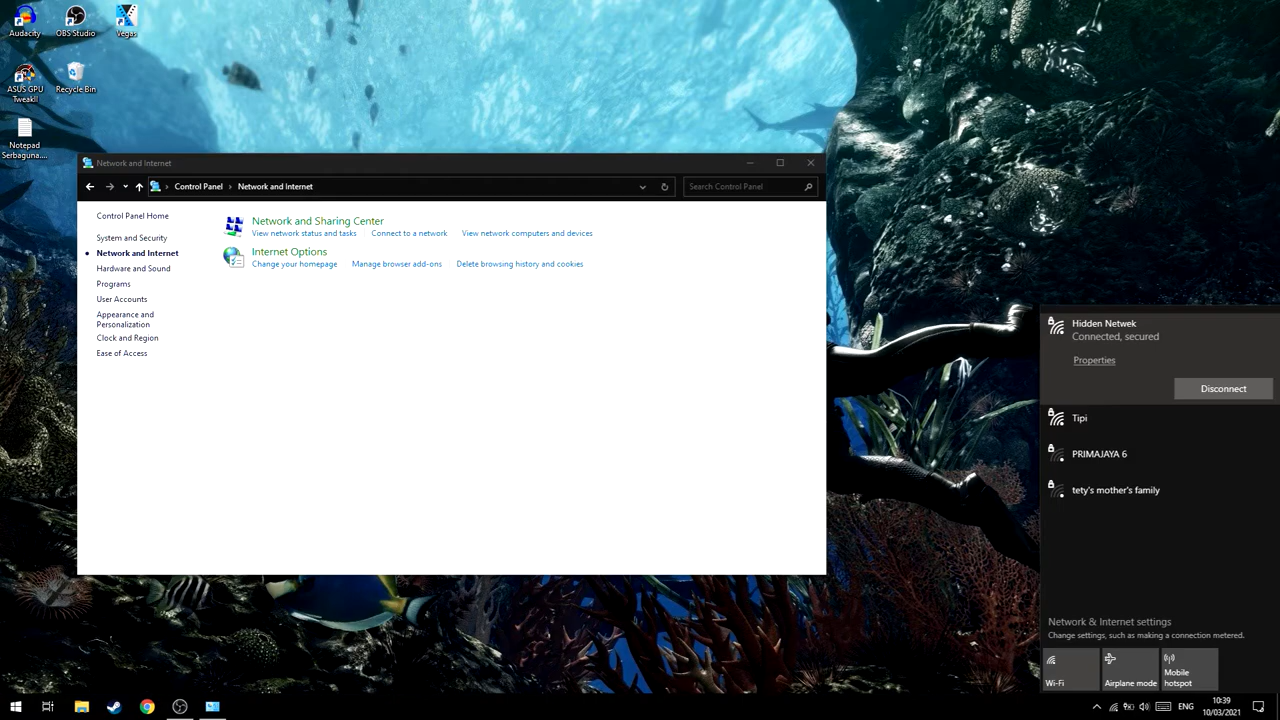 Audacity
OBS Studio
Vegas
ASUS GPU
TweakII
Recycle Bin
Notepad
Serbaguna....
Network and Internet
Control Panel
Network and Internet
Search Control Panel
Control Panel Home
System and Security
Network and Internet
Hardware and Sound
Programs
User Accounts
Appearance and
Personalization
Clock and Region
Ease of Access
Network and Sharing Center
View network status and tasks
Connect to a network
View network computers and devices
Internet Options
Change your homepage
Manage browser add-ons
Delete browsing history and cookies
Hidden Netwek
Connected, secured
Properties
Disconnect
Tipi
PRIMAJAYA 6
tety's mother's family
Network & Internet settings
Change settings, such as making a connection metered.
Wi-Fi
Airplane mode
Mobile
hotspot
ENG
10:39
10/03/2021